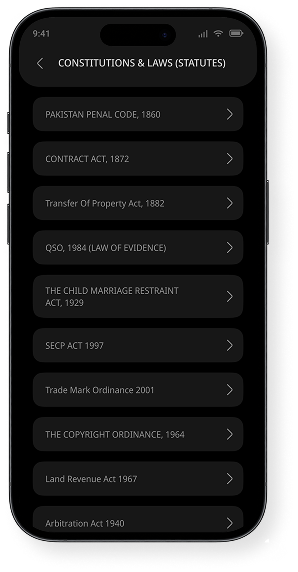 9:41
CONSTITUTIONS & LAWS (STATUTES)
PAKISTAN PENAL CODE, 1860
CONTRACT ACT, 1872
Transfer Of Property Act, 1882
QSO, 1984 (LAW OF EVIDENCE)
THE CHILD MARRIAGE RESTRAINT
ACT, 1929
SECP ACT 1997
Trade Mark Ordinance 2001
THE COPYRIGHT ORDINANCE, 1964
Land Revenue Act 1967
Arbitration Act 1940